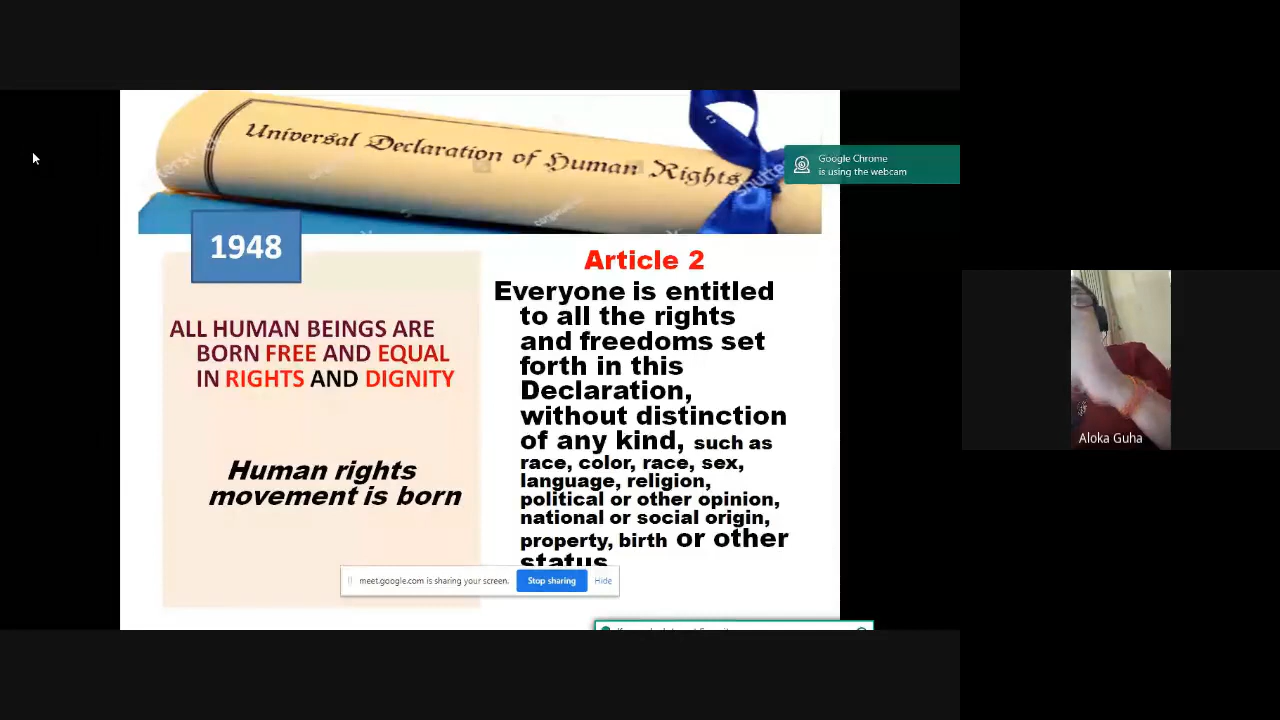 Universal Declaration of Human Rights
Google Chrome
is using the webcam
1948
ALL HUMAN BEINGS ARE
BORN FREE AND EQUAL
IN RIGHTS AND DIGNITY
Human rights
movement is born
Article 2
Everyone is entitled
to all the rights
and freedoms set
forth in this
Declaration,
without distinction
of any kind, such as
race, color, race, sex,
language, religion,
political or other opinion,
national or social origin,
property, birth or other
status
meet.google.com is sharing your screen.
Stop sharing
Hide
Aloka Guha